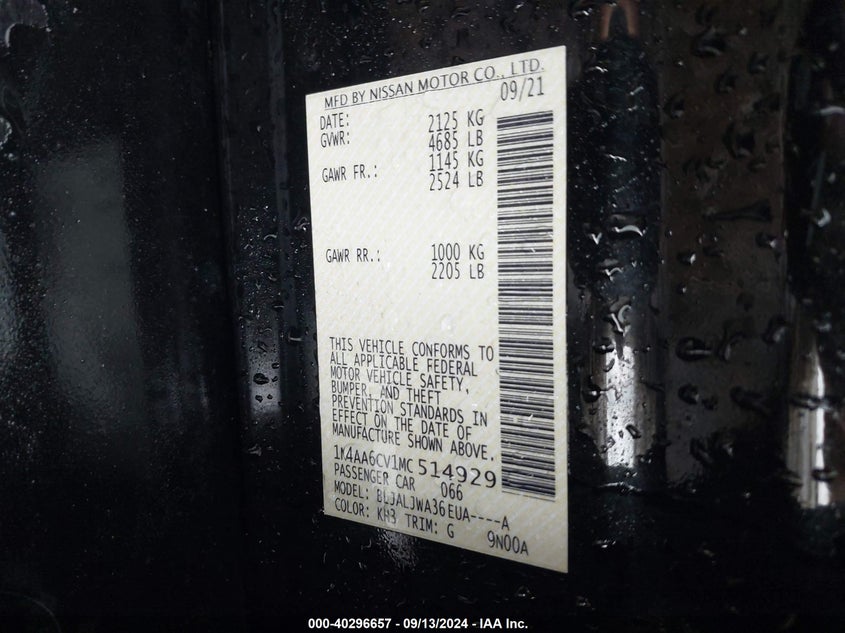 MFD BY NISSAN MOTOR CO., LTD.
DATE: 09/21
GVWR: 2125 KG
4685 LB
GAWR FR.: 1145 KG
2524 LB
GAWR RR.: 1000 KG
2205 LB
THIS VEHICLE CONFORMS TO
ALL APPLICABLE FEDERAL
MOTOR VEHICLE SAFETY,
BUMPER, AND THEFT
PREVENTION STANDARDS IN
EFFECT ON THE DATE OF
MANUFACTURE SHOWN ABOVE.
1N4AA6CV1MC514929
PASSENGER CAR 066
MODEL: BLJALJWA36EUA----A
COLOR: KH3 TRIM: G 9N00A
000-40296657 - 09/13/2024 - IAA Inc.